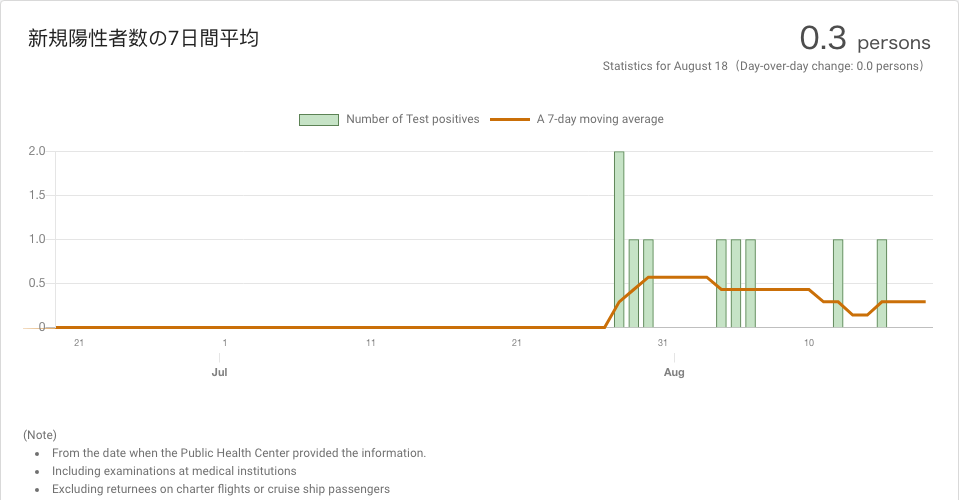 新規陽性者数の7日間平均
0.3 persons
Statistics for August 18（Day-over-day change: 0.0 persons）
Number of Test positives
A 7-day moving average
2.0
1.5
1.0
0.5
0
21 1 11 21 31 10
Jul Aug
(Note)
• From the date when the Public Health Center provided the information.
• Including examinations at medical institutions
• Excluding returnees on charter flights or cruise ship passengers